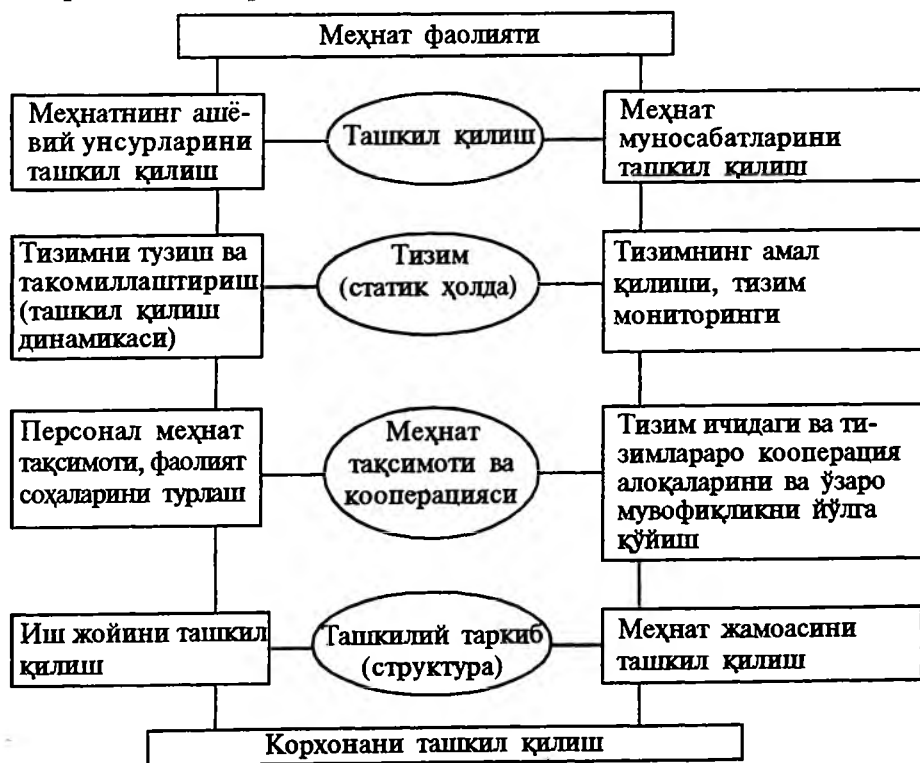 Меҳнат фаолияти
Меҳнатнинг ашё-
вий унсурларини
ташкил қилиш
Ташкил қилиш
Меҳнат
муносабатларини
ташкил қилиш
Тизимни тузиш ва
такомиллаштириш
(ташкил қилиш
динамикаси)
Тизим
(статик ҳолда)
Тизимнинг амал
қилиши, тизим
мониторинги
Персонал меҳнат
тақсимоти, фаолият
соҳаларини турлаш
Меҳнат
тақсимоти ва
кооперацияси
Тизим ичидаги ва ти-
зимлараро кооперация
алоқаларини ва ўзаро
мувофиқликни йўлга
қўйиш
Иш жойини ташкил
қилиш
Ташкилий таркиб
(структура)
Меҳнат жамоасини
ташкил қилиш
Корхонани ташкил қилиш